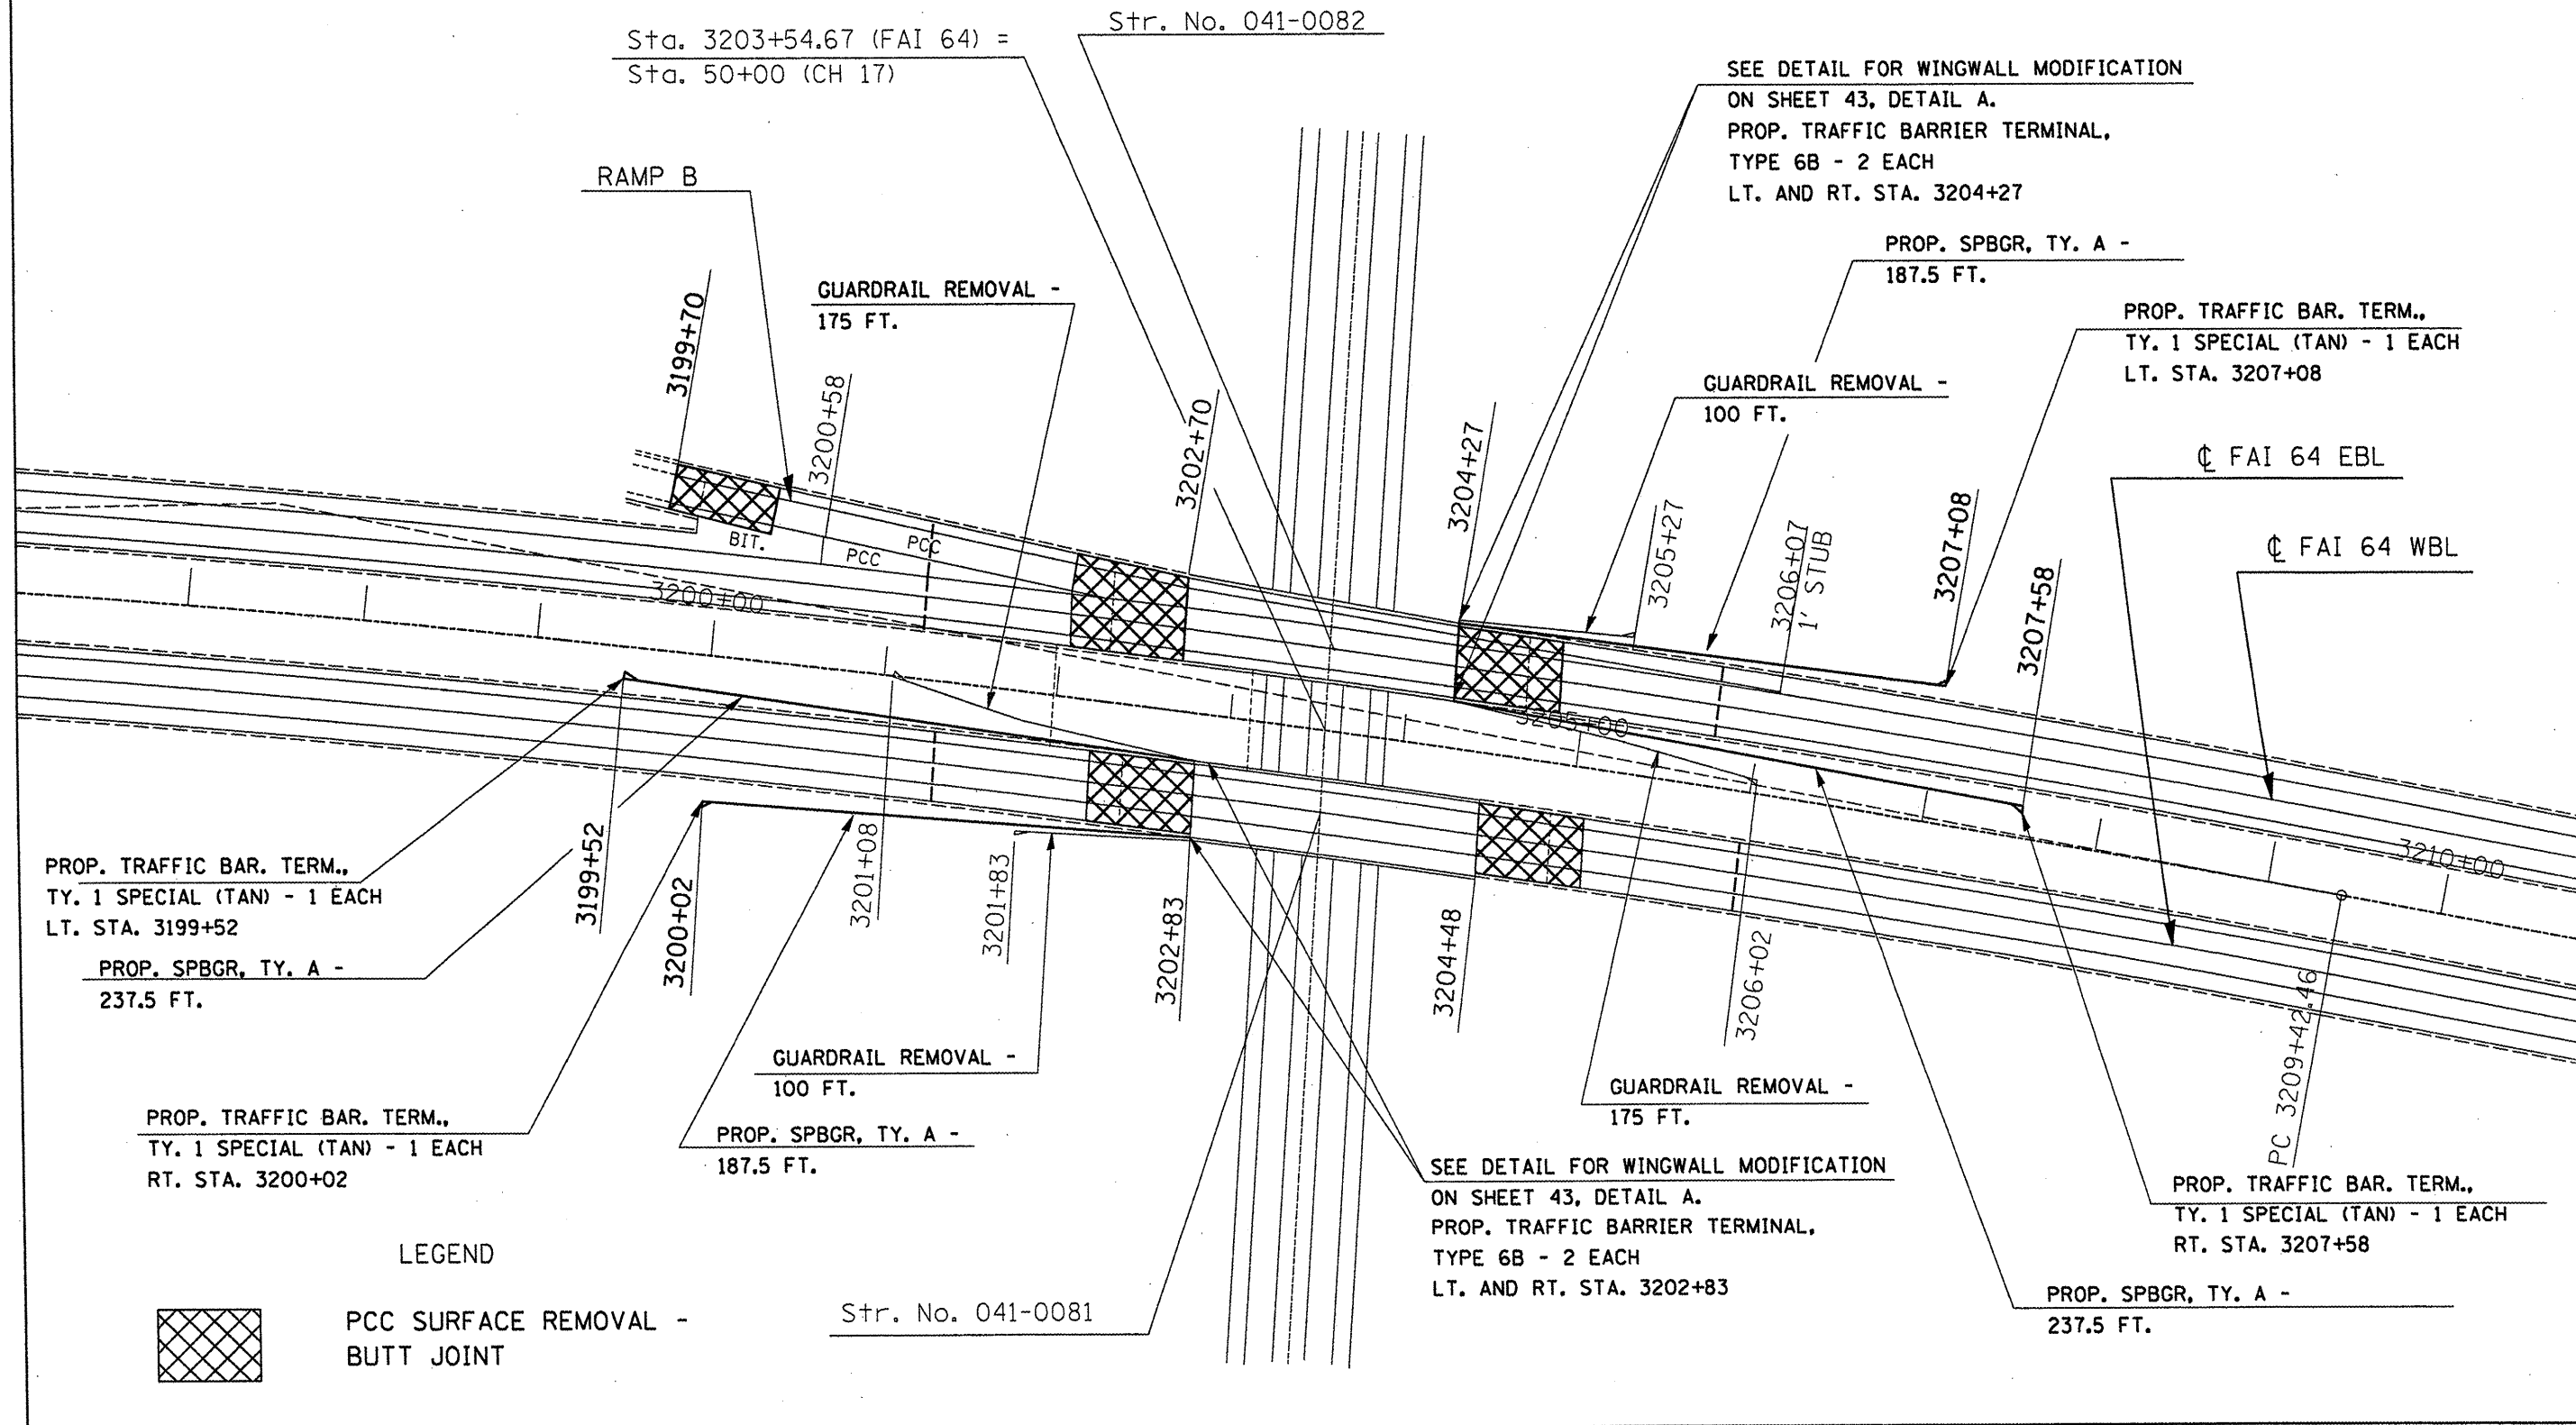 Str. No. 041-0082
Sta. 3203+54.67 (FAI 64) =
Sta. 50+00 (CH 17)
SEE DETAIL FOR WINGWALL MODIFICATION
ON SHEET 43, DETAIL A.
PROP. TRAFFIC BARRIER TERMINAL,
TYPE 6B - 2 EACH
LT. AND RT. STA. 3204+27
RAMP B
PROP. SPBGR, TY. A -
187.5 FT.
GUARDRAIL REMOVAL -
175 FT.
PROP. TRAFFIC BAR. TERM.,
TY. 1 SPECIAL (TAN) - 1 EACH
LT. STA. 3207+08
GUARDRAIL REMOVAL -
100 FT.
3199+70
3200+58
3202+70
3204+27
3205+27
3206+07
1' STUB
3207+08
3207+58
℄ FAI 64 EBL
℄ FAI 64 WBL
BIT.
PCC
PCC
3200+00
3205+00
3210+00
3199+52
3200+02
3201+08
3201+83
3202+83
3204+48
3206+02
PC 3209+42.46
PROP. TRAFFIC BAR. TERM.,
TY. 1 SPECIAL (TAN) - 1 EACH
LT. STA. 3199+52
PROP. SPBGR, TY. A -
237.5 FT.
GUARDRAIL REMOVAL -
100 FT.
GUARDRAIL REMOVAL -
175 FT.
PROP. TRAFFIC BAR. TERM.,
TY. 1 SPECIAL (TAN) - 1 EACH
RT. STA. 3200+02
PROP. SPBGR, TY. A -
187.5 FT.
SEE DETAIL FOR WINGWALL MODIFICATION
ON SHEET 43, DETAIL A.
PROP. TRAFFIC BARRIER TERMINAL,
TYPE 6B - 2 EACH
LT. AND RT. STA. 3202+83
PROP. TRAFFIC BAR. TERM.,
TY. 1 SPECIAL (TAN) - 1 EACH
RT. STA. 3207+58
PROP. SPBGR, TY. A -
237.5 FT.
LEGEND
PCC SURFACE REMOVAL -
BUTT JOINT
Str. No. 041-0081